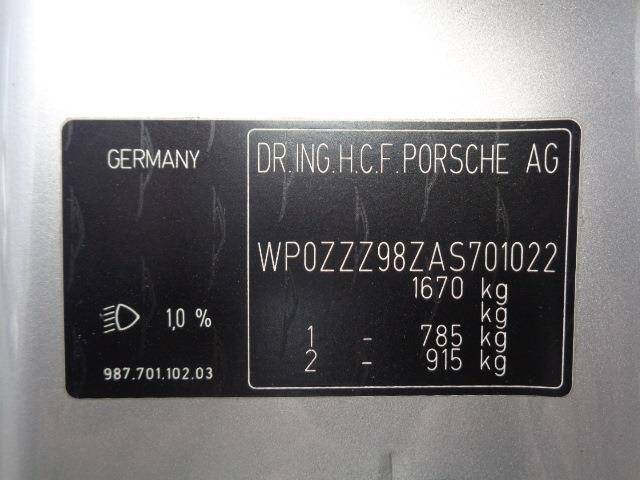 GERMANY
DR.ING.H.C.F.PORSCHE AG
WP0ZZZ98ZAS701022
1670 kg
kg
1 - 785 kg
2 - 915 kg
1,0 %
987.701.102.03